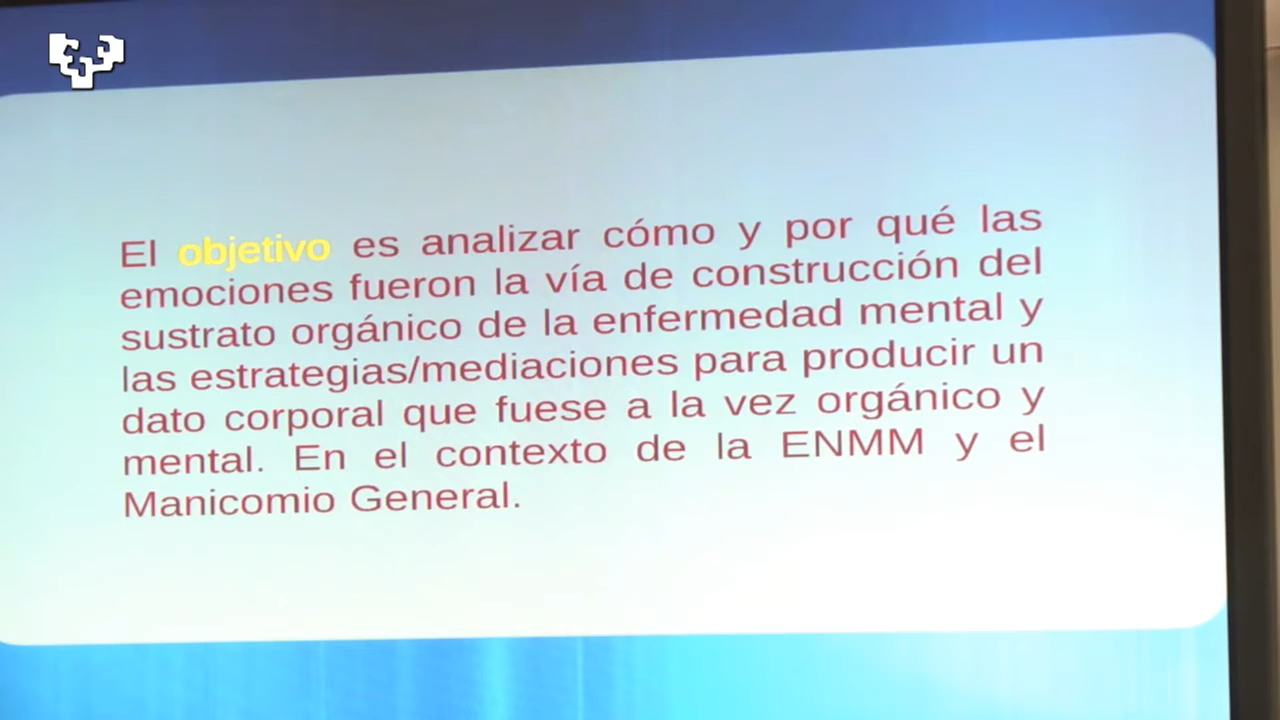 El objetivo es analizar cómo y por qué las
emociones fueron la vía de construcción del
sustrato orgánico de la enfermedad mental y
las estrategias/mediaciones para producir un
dato corporal que fuese a la vez orgánico y
mental. En el contexto de la ENMM y el
Manicomio General.